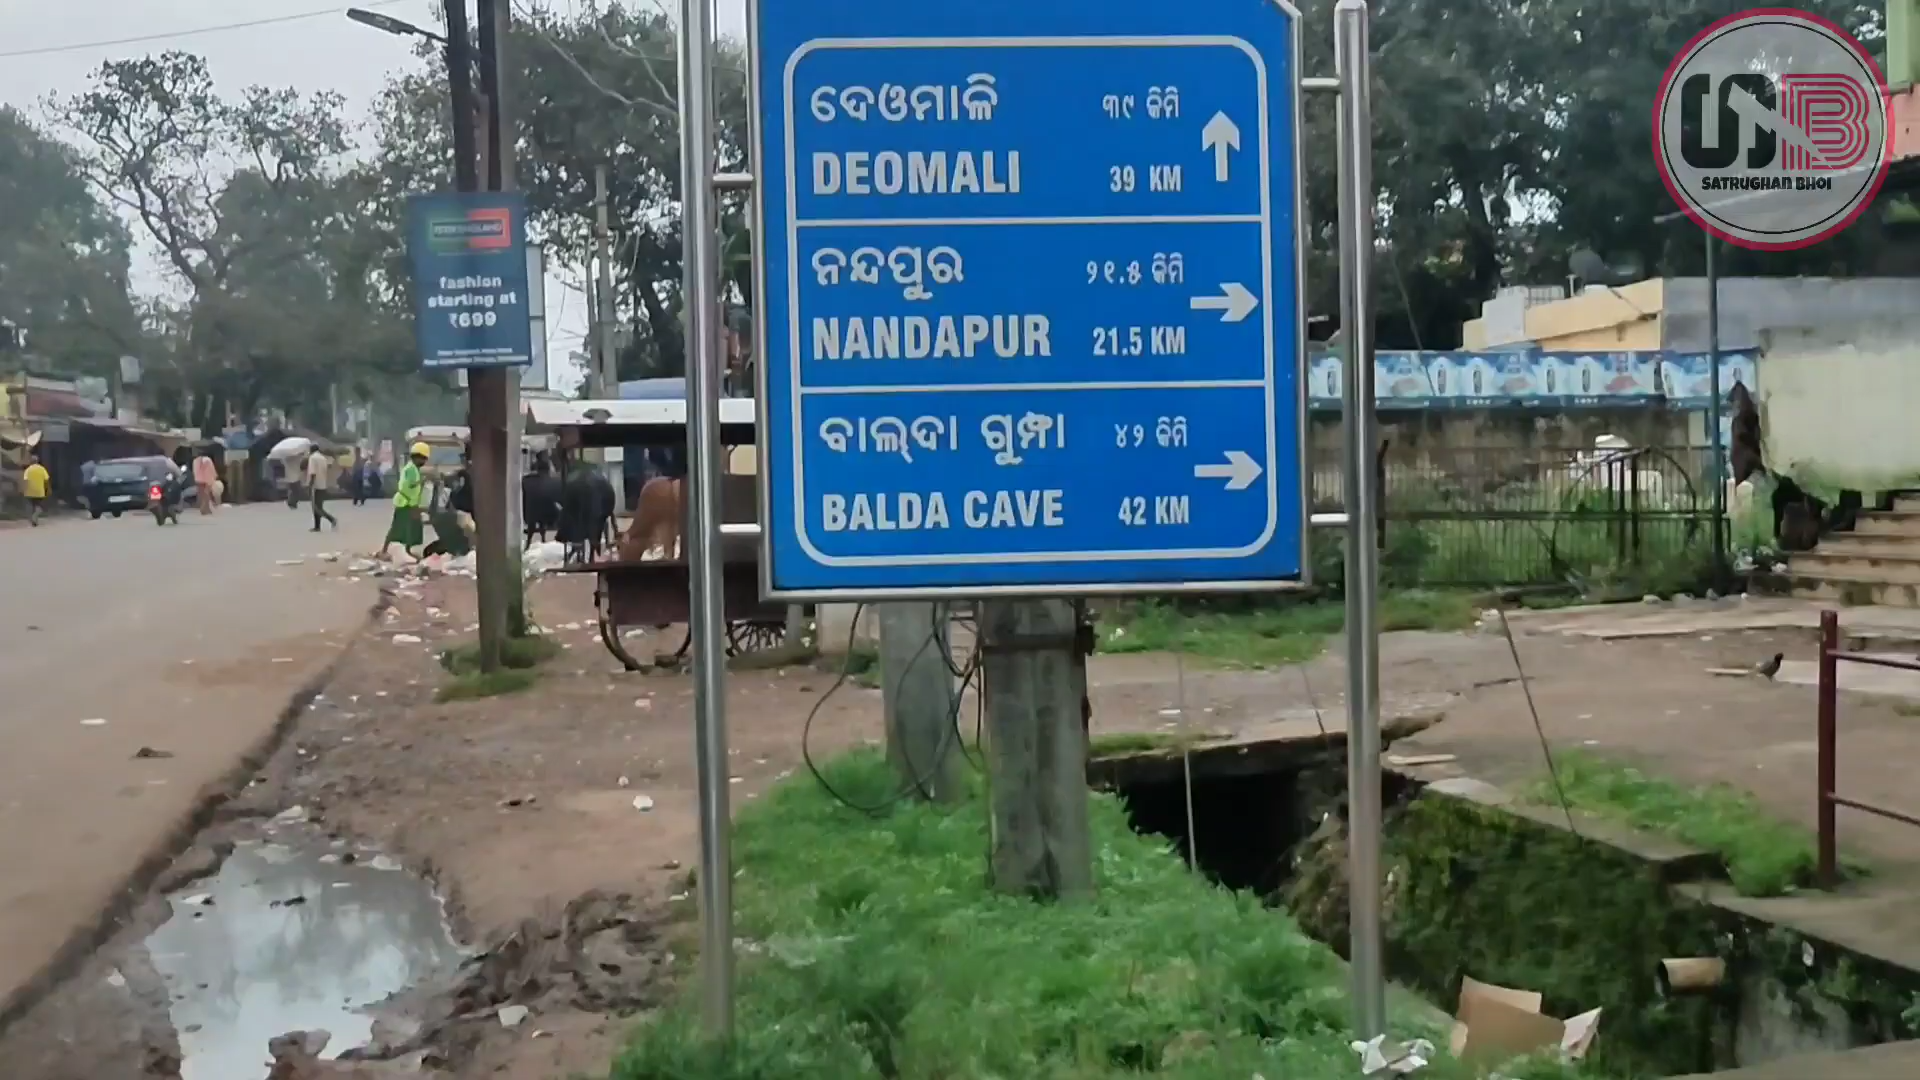 ଦେଓମାଳି ୩୯ କିମି
DEOMALI 39 KM
ନନ୍ଦପୁର ୨୧.୫ କିମି
NANDAPUR 21.5 KM
ବାଲ୍‌ଦା ଗୁମ୍ଫା ୪୨ କିମି
BALDA CAVE 42 KM
fashion
starting at
₹699
SB
SATRUGHAN BHOI